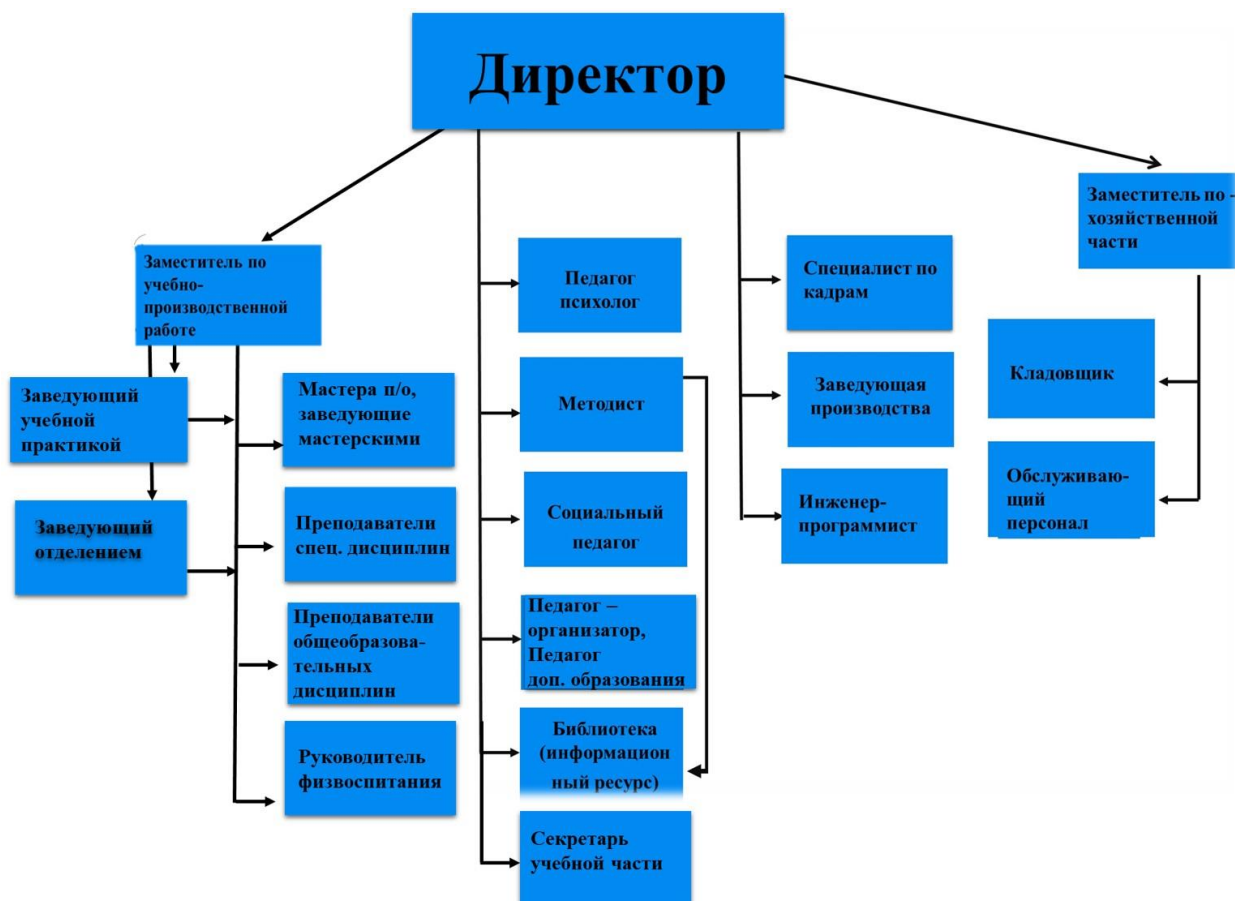 Директор
Заместитель по -
хозяйственной
части
Заместитель по
учебно-
производственной
работе
Заведующий
учебной
практикой
Заведующий
отделением
Мастера п/о,
заведующие
мастерскими
Преподаватели
спец. дисциплин
Преподаватели
общеобразова-
тельных
дисциплин
Руководитель
физвоспитания
Педагог
психолог
Методист
Социальный
педагог
Педагог –
организатор,
Педагог
доп. образования
Библиотека
(информацион
ный ресурс)
Секретарь
учебной части
Специалист по
кадрам
Заведующая
производства
Инженер-
программист
Кладовщик
Обслуживаю-
щий
персонал